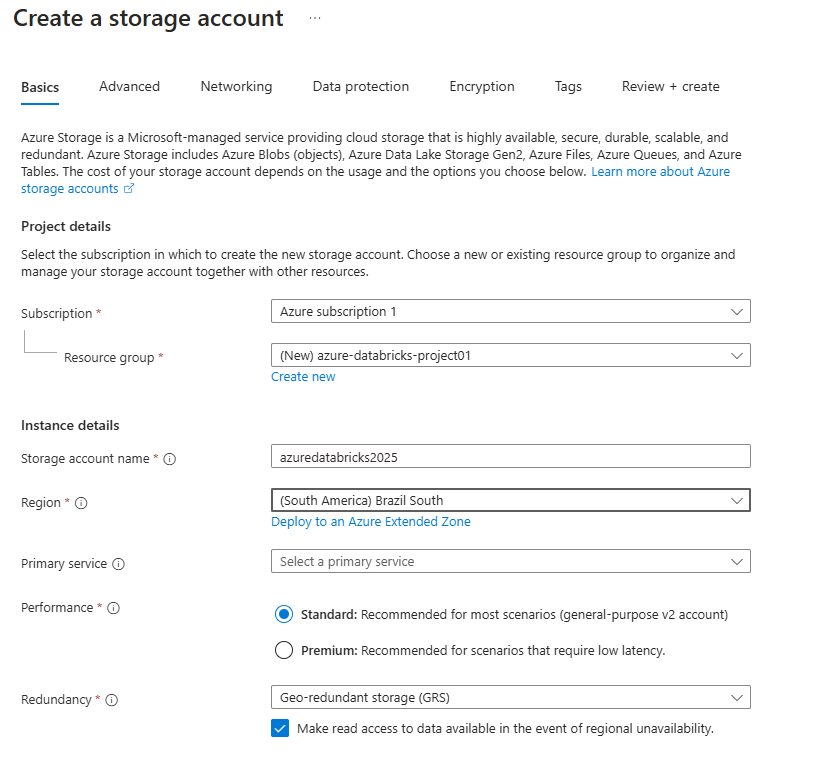 Create a storage account ...
Basics Advanced Networking Data protection Encryption Tags Review + create
Azure Storage is a Microsoft-managed service providing cloud storage that is highly available, secure, durable, scalable, and
redundant. Azure Storage includes Azure Blobs (objects), Azure Data Lake Storage Gen2, Azure Files, Azure Queues, and Azure
Tables. The cost of your storage account depends on the usage and the options you choose below. Learn more about Azure
storage accounts
Project details
Select the subscription in which to create the new storage account. Choose a new or existing resource group to organize and
manage your storage account together with other resources.
Subscription * Azure subscription 1
Resource group * (New) azure-databricks-project01
Create new
Instance details
Storage account name * azuredatabricks2025
Region * (South America) Brazil South
Deploy to an Azure Extended Zone
Primary service Select a primary service
Performance * Standard: Recommended for most scenarios (general-purpose v2 account)
Premium: Recommended for scenarios that require low latency.
Redundancy * Geo-redundant storage (GRS)
Make read access to data available in the event of regional unavailability.